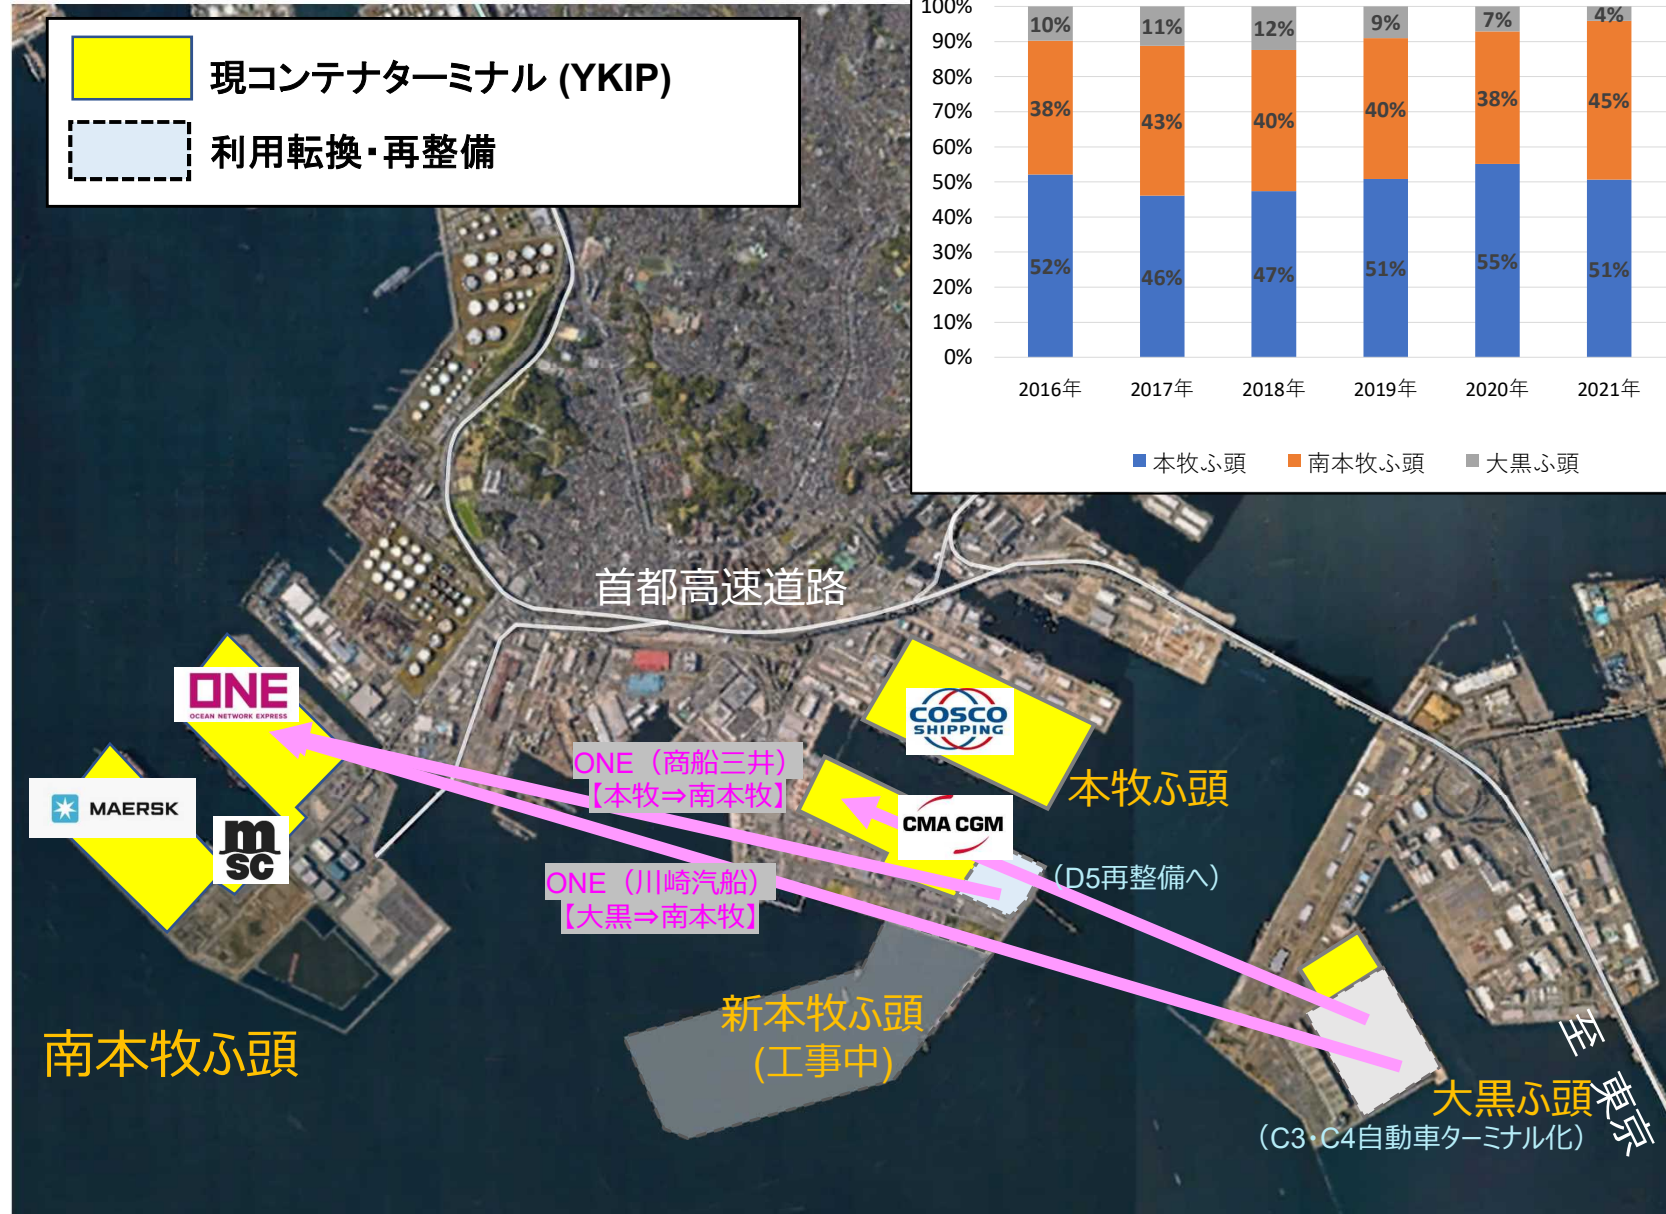 現コンテナターミナル (YKIP)
利用転換・再整備
100%
90%
80%
70%
60%
50%
40%
30%
20%
10%
0%
10%
11%
12%
9%
7%
4%
38%
43%
40%
40%
38%
45%
52%
46%
47%
51%
55%
51%
2016年
2017年
2018年
2019年
2020年
2021年
本牧ふ頭
南本牧ふ頭
大黒ふ頭
首都高速道路
ONE
OCEAN NETWORK EXPRESS
MAERSK
msc
COSCO
SHIPPING
CMA CGM
ONE（商船三井）
【本牧⇒南本牧】
本牧ふ頭
ONE（川崎汽船）
【大黒⇒南本牧】
（D5再整備へ）
新本牧ふ頭
(工事中)
南本牧ふ頭
大黒ふ頭
（C3・C4自動車ターミナル化）
至 東京